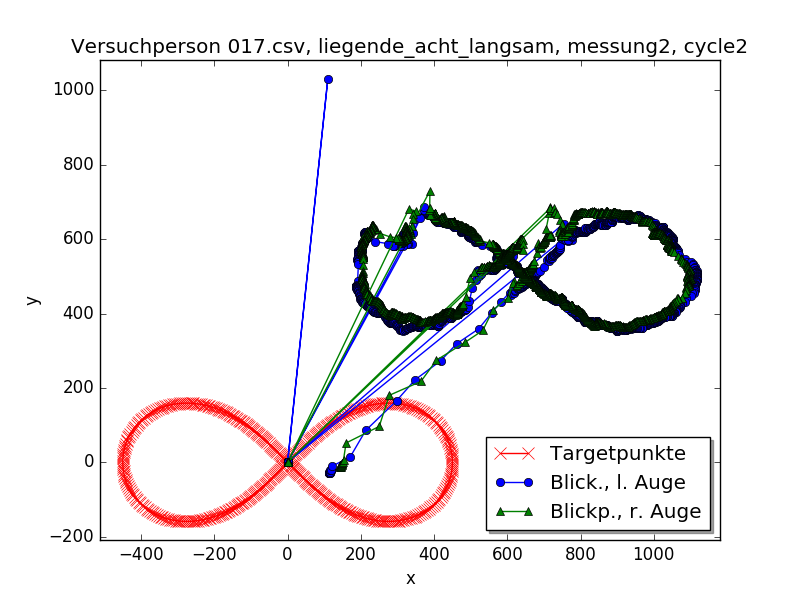 Versuchperson 017.csv, liegende_acht_langsam, messung2, cycle2
y
1000
800
600
400
200
0
−200
−400
−200
0
200
400
600
800
1000
x
Targetpunkte
Blick., l. Auge
Blickp., r. Auge